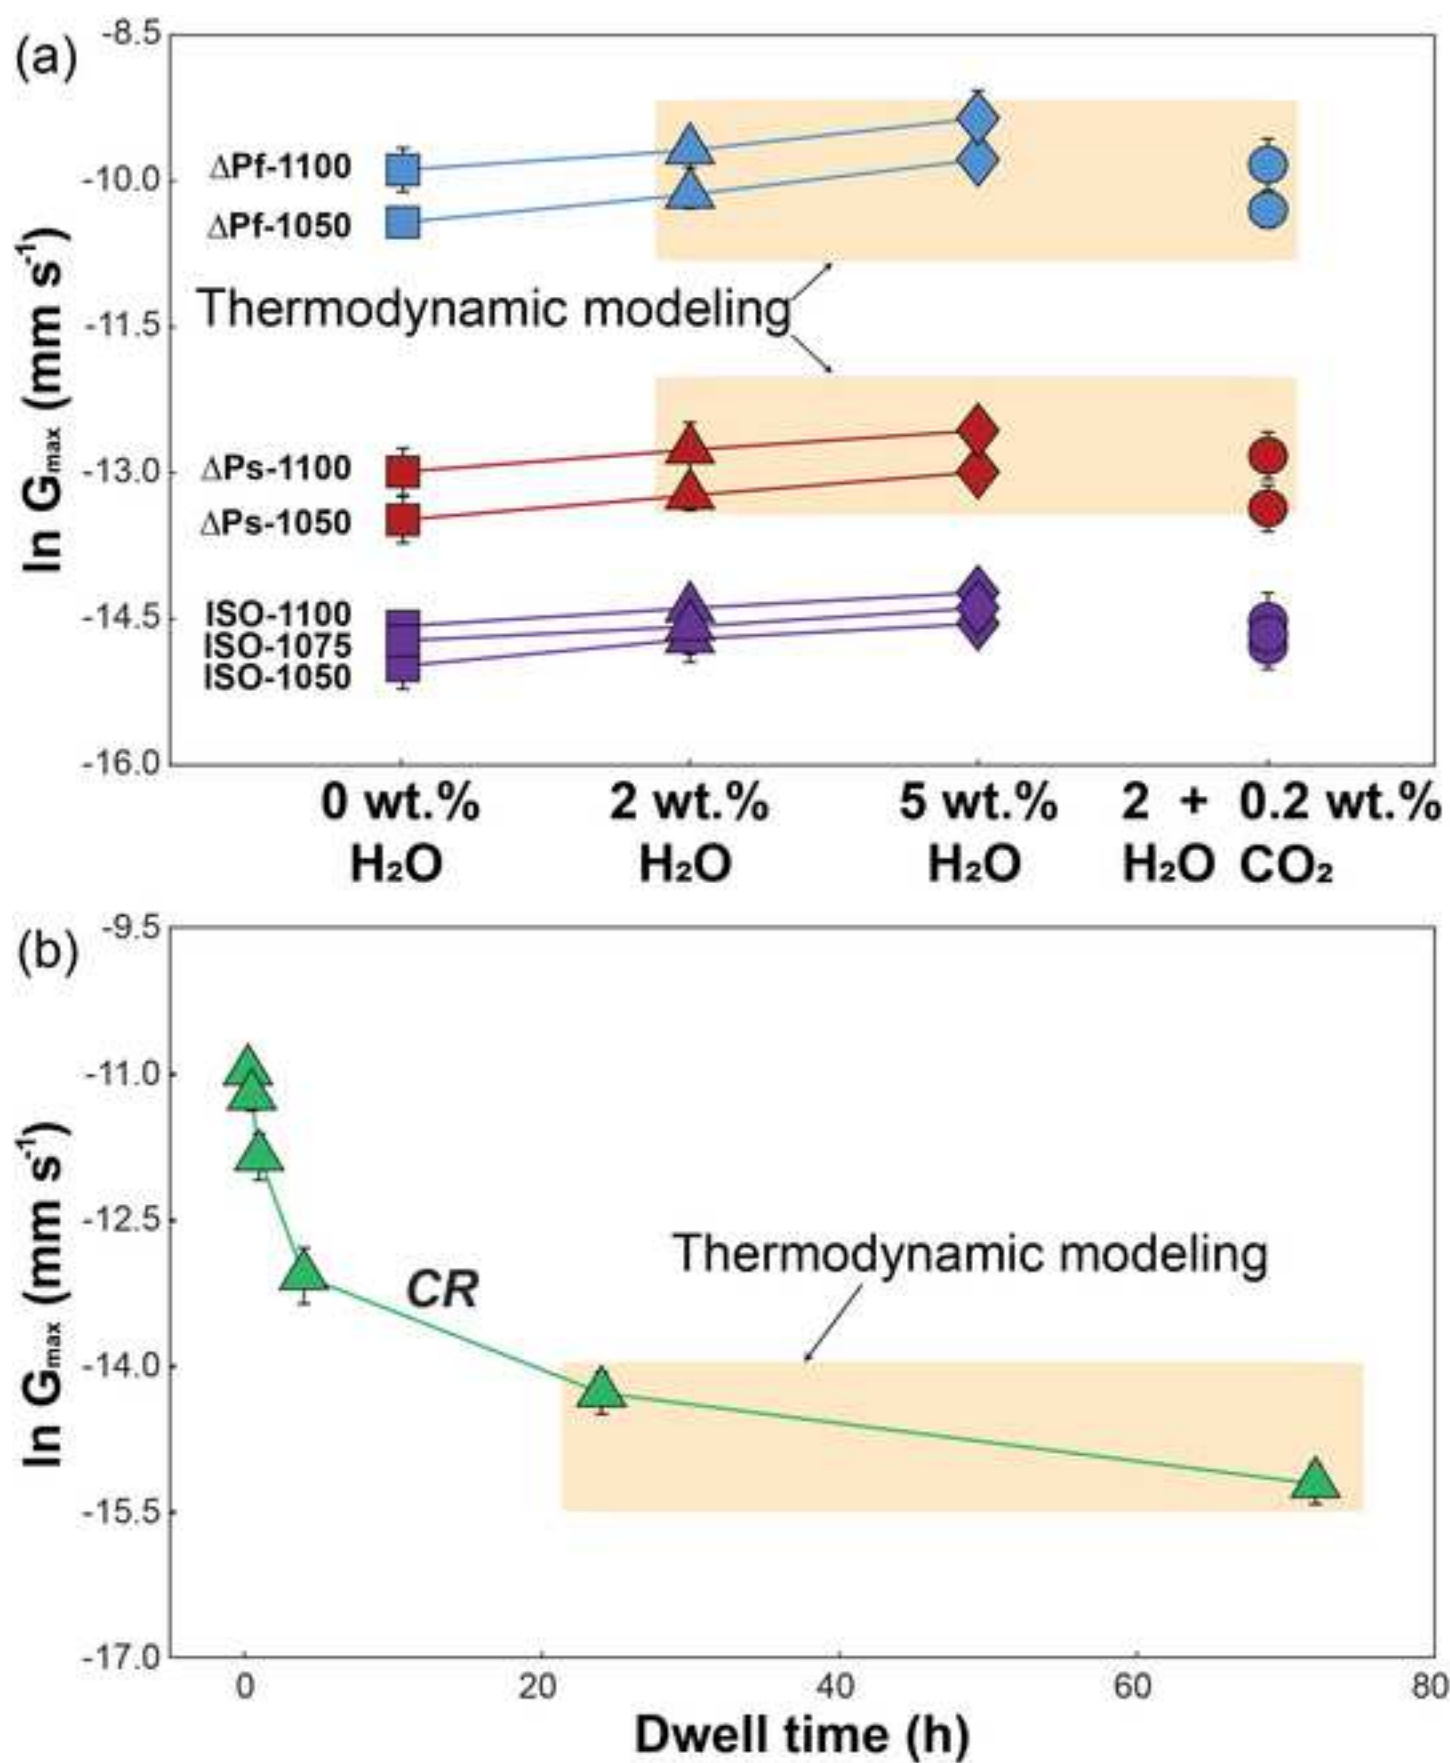 (a)
-8.5
-10.0
-11.5
-13.0
-14.5
-16.0
ln Gmax (mm s-1)
ΔPf-1100
ΔPf-1050
Thermodynamic modeling
ΔPs-1100
ΔPs-1050
ISO-1100
ISO-1075
ISO-1050
0 wt.% 2 wt.% 5 wt.% 2 + 0.2 wt.%
H₂O H₂O H₂O H₂O CO₂
(b)
-9.5
-11.0
-12.5
-14.0
-15.5
-17.0
ln Gmax (mm s-1)
CR
Thermodynamic modeling
0 20 40 60 80
Dwell time (h)